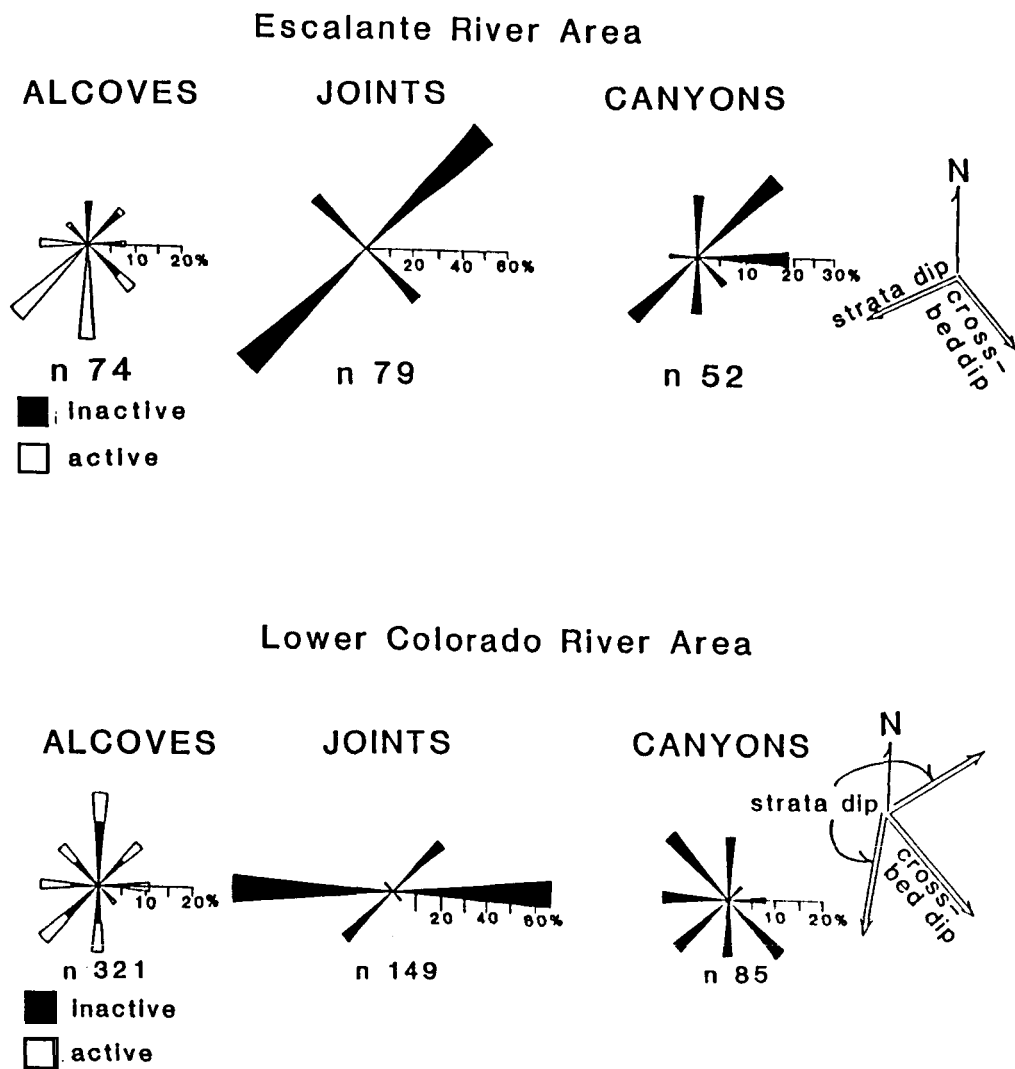 Escalante River Area
ALCOVES
JOINTS
CANYONS
10 20%
20 40 60%
10 20 30%
N
strata dip
cross-
bed dip
n 74
n 79
n 52
inactive
active
Lower Colorado River Area
ALCOVES
JOINTS
CANYONS
10 20%
20 40 60%
10 20%
N
strata dip
cross-
bed dip
n 321
n 149
n 85
inactive
active